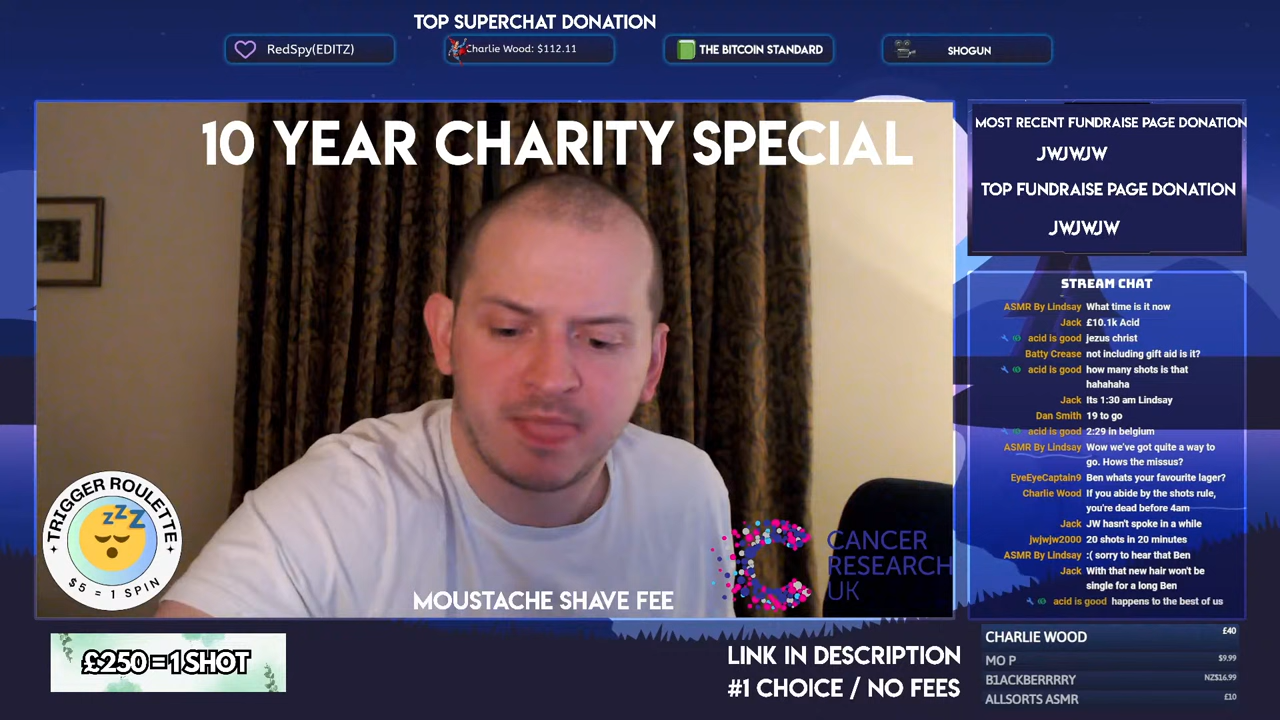 TOP SUPERCHAT DONATION
RedSpy(EDITZ)
Charlie Wood: $112.11
THE BITCOIN STANDARD
SHOGUN
10 YEAR CHARITY SPECIAL
MOST RECENT FUNDRAISE PAGE DONATION
JWJWJW
TOP FUNDRAISE PAGE DONATION
JWJWJW
STREAM CHAT
ASMR By Lindsay What time is it now
Jack £10.1k Acid
acid is good jezus christ
Batty Crease not including gift aid is it?
acid is good how many shots is that
hahahaha
Jack Its 1:30 am Lindsay
Dan Smith 19 to go
acid is good 2:29 in belgium
ASMR By Lindsay Wow we've got quite a way to
go. Hows the missus?
EyeEyeCaptain9 Ben whats your favourite lager?
Charlie Wood If you abide by the shots rule,
you're dead before 4am
Jack JW hasn't spoken in a while
jwjwjw2000 20 shots in 20 minutes
ASMR By Lindsay :( sorry to hear that Ben
Jack With that new hair won't be
single for a long Ben
acid is good happens to the best of us
TRIGGER ROULETTE
zzz
$5 = 1 SPIN
CANCER
RESEARCH
UK
MOUSTACHE SHAVE FEE
£250 = 1 SHOT
LINK IN DESCRIPTION
#1 CHOICE / NO FEES
CHARLIE WOOD £40
MO P $9.99
B1ACKBERRRRY NZ$16.99
ALLSORTS ASMR £10